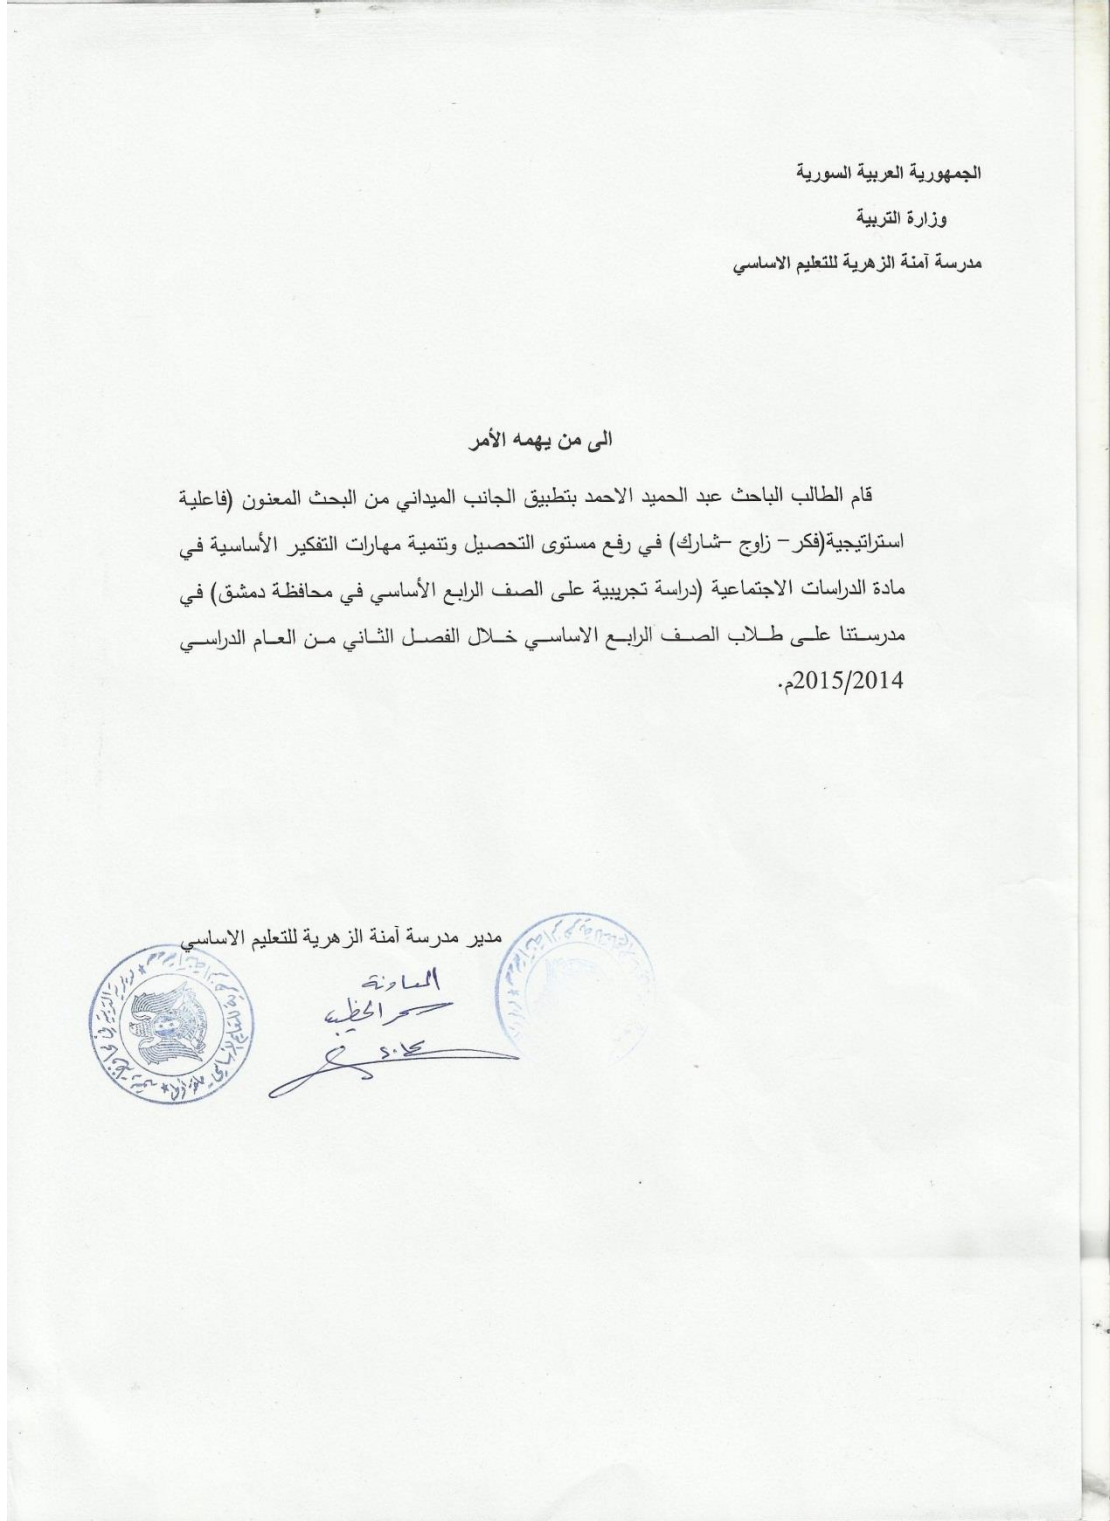 الجمهورية العربية السورية
وزارة التربية
مدرسة آمنة الزهرية للتعليم الاساسي
الى من يهمه الأمر
قام الطالب الباحث عبد الحميد الاحمد بتطبيق الجانب الميداني من البحث المعنون (فاعلية
استراتيجية(فكر– زاوج –شارك) في رفع مستوى التحصيل وتنمية مهارات التفكير الأساسية في
مادة الدراسات الاجتماعية (دراسة تجريبية على الصف الرابع الأساسي في محافظة دمشق) في
مدرستنا على طلاب الصف الرابع الاساسي خلال الفصل الثاني من العام الدراسي
2015/2014م.
مدير مدرسة آمنة الزهرية للتعليم الاساسي
المعاونة
سحر الخطيب